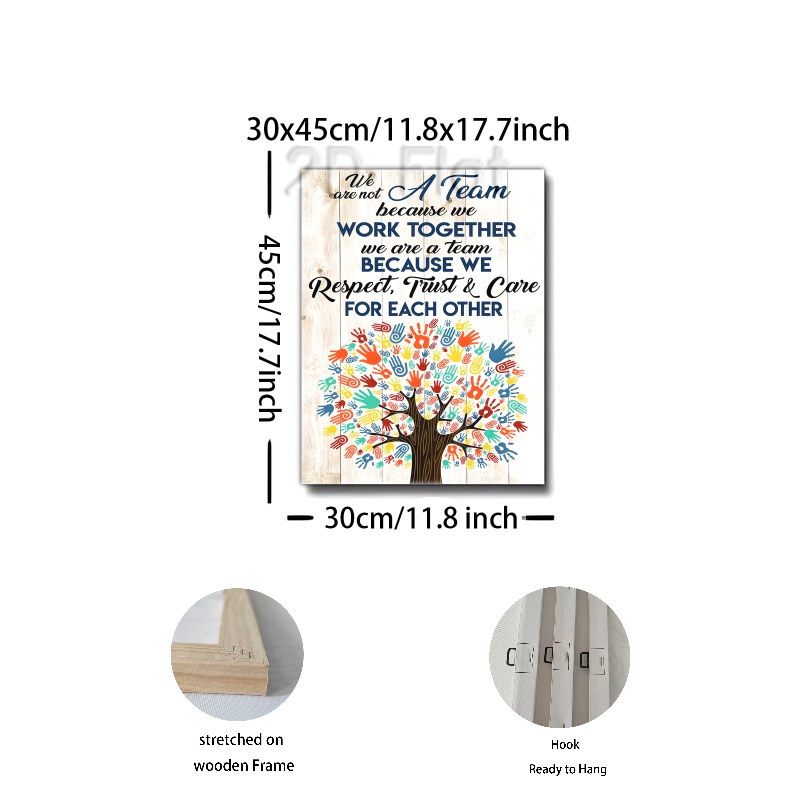 30x45cm/11.8x17.7inch
2D Flat
We
are not A Team
because we
WORK TOGETHER
we are a team
BECAUSE WE
Respect, Trust & Care
FOR EACH OTHER
45cm/17.7inch
30cm/11.8 inch
stretched on
wooden Frame
Hook
Ready to Hang